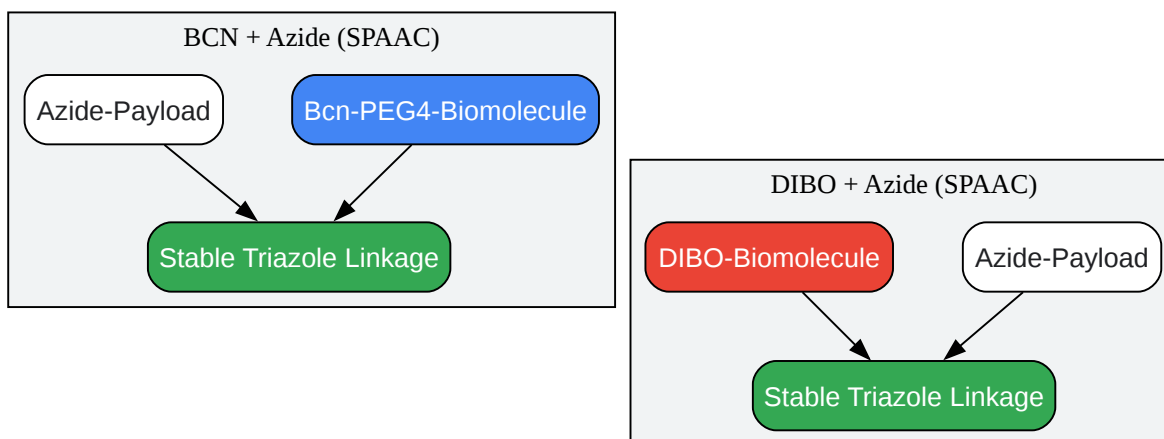 BCN + Azide (SPAAC)
Azide-Payload
Bcn-PEG4-Biomolecule
Stable Triazole Linkage
DIBO + Azide (SPAAC)
DIBO-Biomolecule
Azide-Payload
Stable Triazole Linkage